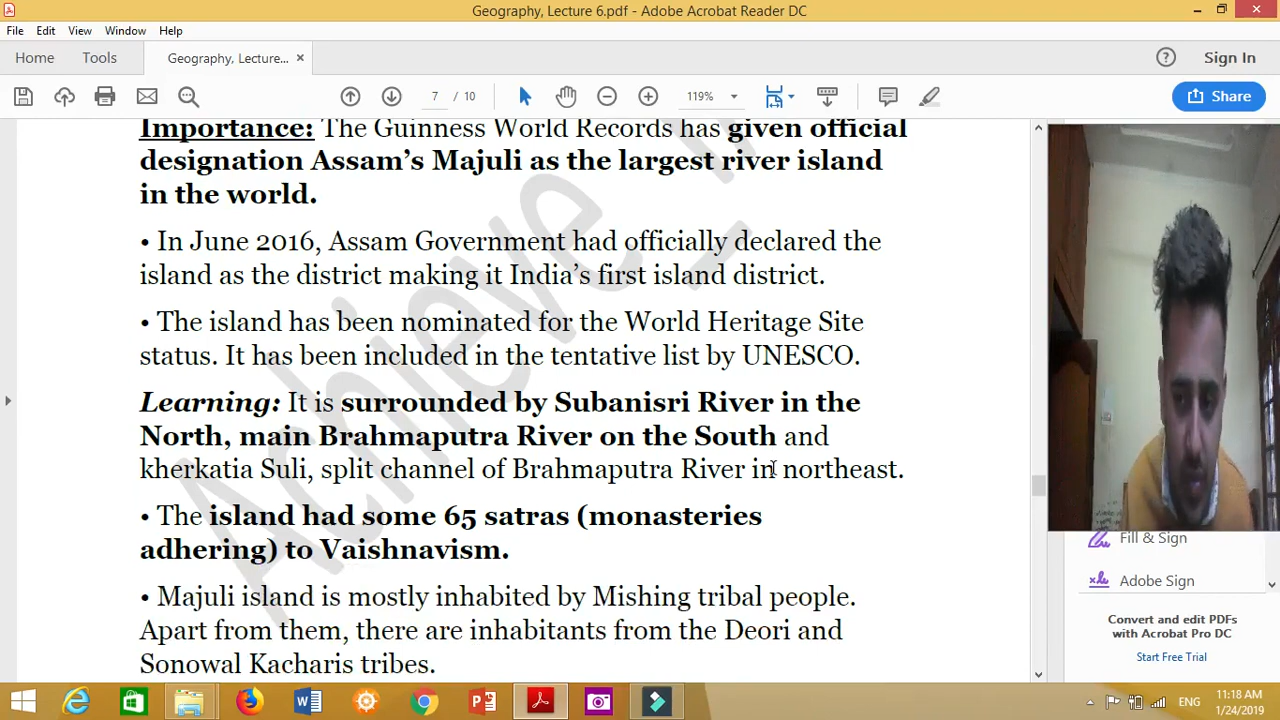 Geography, Lecture 6.pdf - Adobe Acrobat Reader DC
File Edit View Window Help
Home Tools Geography, Lecture... × Sign In
7 / 10 119% Share
Importance: The Guinness World Records has given official
designation Assam’s Majuli as the largest river island
in the world.
• In June 2016, Assam Government had officially declared the
island as the district making it India’s first island district.
• The island has been nominated for the World Heritage Site
status. It has been included in the tentative list by UNESCO.
Learning: It is surrounded by Subanisri River in the
North, main Brahmaputra River on the South and
kherkatia Suli, split channel of Brahmaputra River in northeast.
• The island had some 65 satras (monasteries
adhering) to Vaishnavism.
• Majuli island is mostly inhabited by Mishing tribal people.
Apart from them, there are inhabitants from the Deori and
Sonowal Kacharis tribes.
Achieve_
Fill & Sign
Adobe Sign
Convert and edit PDFs
with Acrobat Pro DC
Start Free Trial
ENG
11:18 AM
1/24/2019